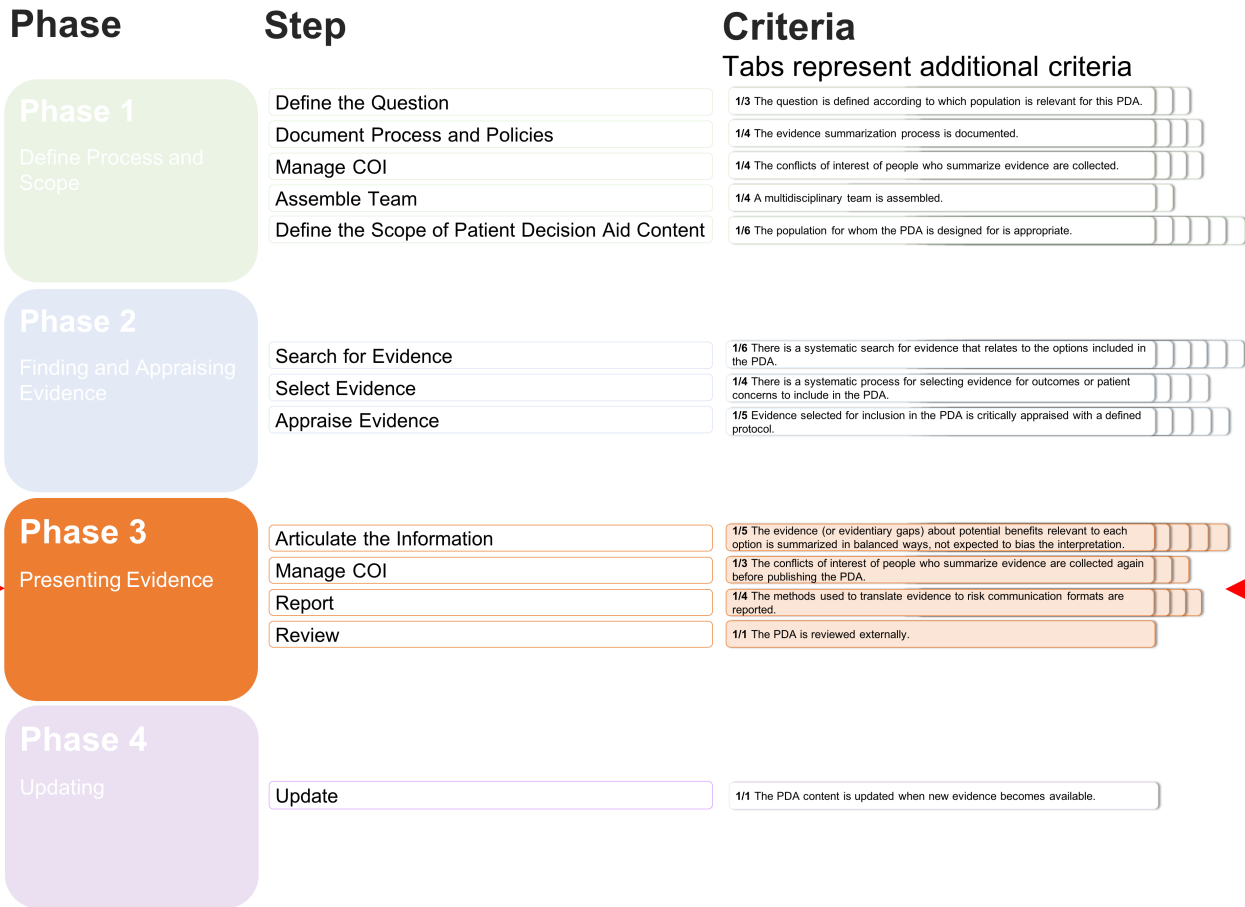 Phase
Step
Criteria
Tabs represent additional criteria
Phase 1
Define Process and
Scope
Define the Question
1/3 The question is defined according to which population is relevant for this PDA.
Document Process and Policies
1/4 The evidence summarization process is documented.
Manage COI
1/4 The conflicts of interest of people who summarize evidence are collected.
Assemble Team
1/4 A multidisciplinary team is assembled.
Define the Scope of Patient Decision Aid Content
1/6 The population for whom the PDA is designed for is appropriate.
Phase 2
Finding and Appraising
Evidence
Search for Evidence
1/6 There is a systematic search for evidence that relates to the options included in
the PDA.
Select Evidence
1/4 There is a systematic process for selecting evidence for outcomes or patient
concerns to include in the PDA.
Appraise Evidence
1/5 Evidence selected for inclusion in the PDA is critically appraised with a defined
protocol.
Phase 3
Presenting Evidence
Articulate the Information
1/5 The evidence (or evidentiary gaps) about potential benefits relevant to each
option is summarized in balanced ways, not expected to bias the interpretation.
Manage COI
1/3 The conflicts of interest of people who summarize evidence are collected again
before publishing the PDA.
Report
1/4 The methods used to translate evidence to risk communication formats are
reported.
Review
1/1 The PDA is reviewed externally.
Phase 4
Updating
Update
1/1 The PDA content is updated when new evidence becomes available.